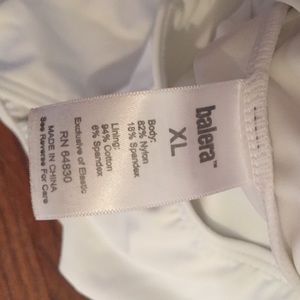 balera™
XL
Body:
82% Nylon
18% Spandex
Lining:
94% Cotton
6% Spandex
Exclusive of Elastic
RN 64830
MADE IN CHINA
See Reverse For Care